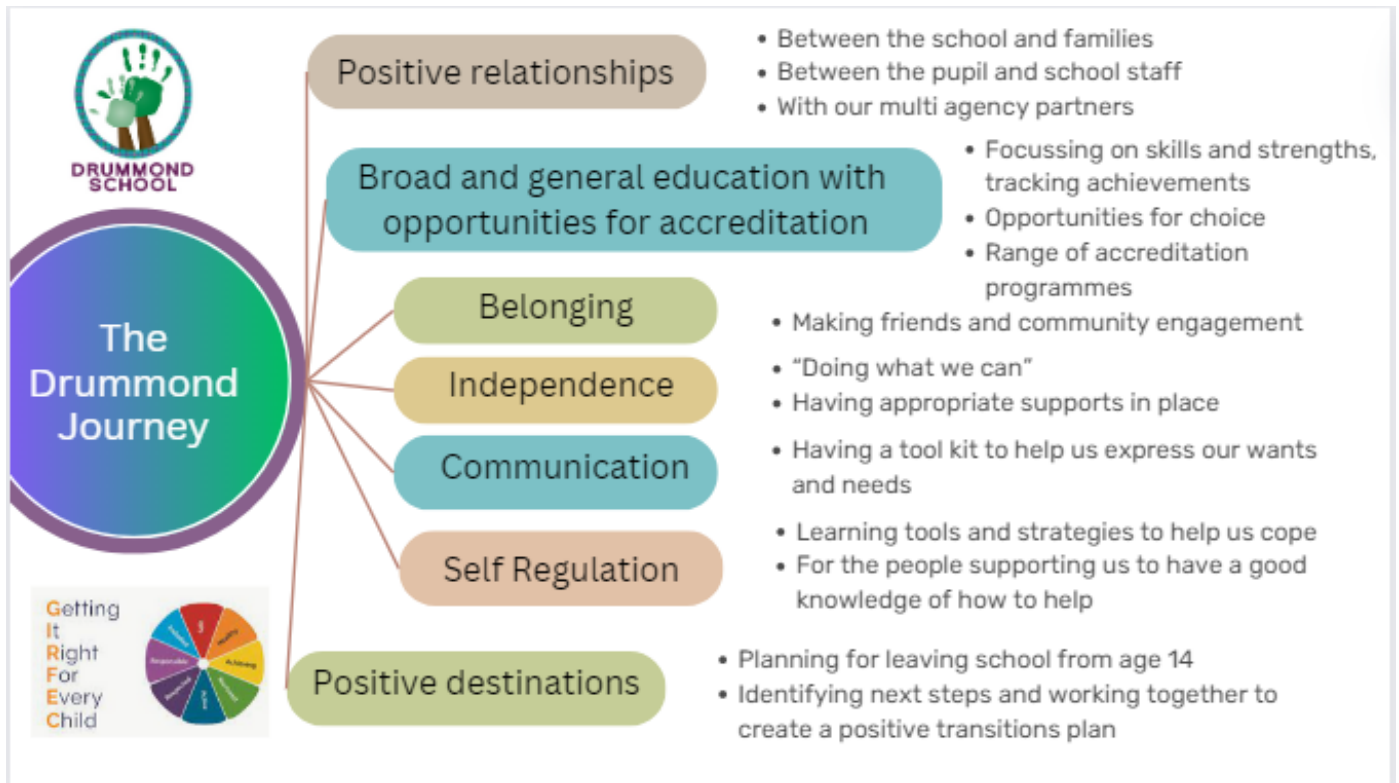 DRUMMOND
SCHOOL
The
Drummond
Journey
Positive relationships
• Between the school and families
• Between the pupil and school staff
• With our multi agency partners
Broad and general education with
opportunities for accreditation
• Focussing on skills and strengths,
tracking achievements
• Opportunities for choice
• Range of accreditation
programmes
Belonging
• Making friends and community engagement
Independence
• “Doing what we can”
• Having appropriate supports in place
Communication
• Having a tool kit to help us express our wants
and needs
Self Regulation
• Learning tools and strategies to help us cope
• For the people supporting us to have a good
knowledge of how to help
Positive destinations
• Planning for leaving school from age 14
• Identifying next steps and working together to
create a positive transitions plan
Getting
It
Right
For
Every
Child
Healthy
Achieving
Active
Respected
Responsible
Included